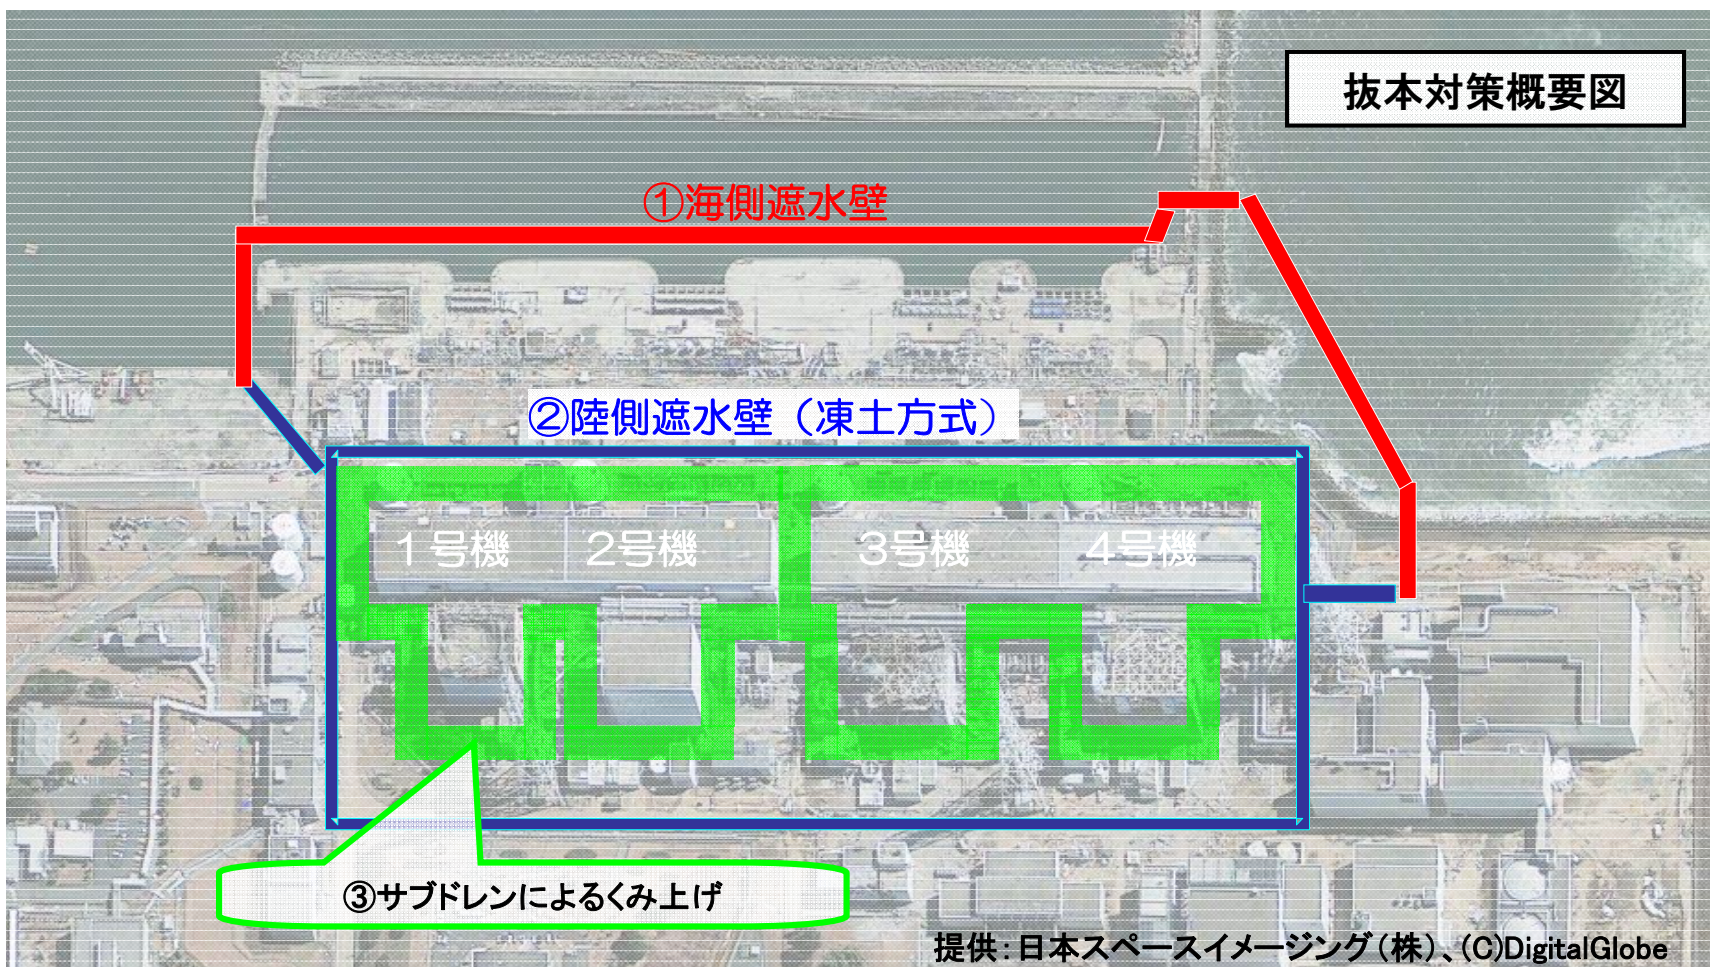 抜本対策概要図
①海側遮水壁
②陸側遮水壁（凍土方式）
１号機 ２号機 ３号機 ４号機
③サブドレンによるくみ上げ
提供：日本スペースイメージング（株）、(C)DigitalGlobe